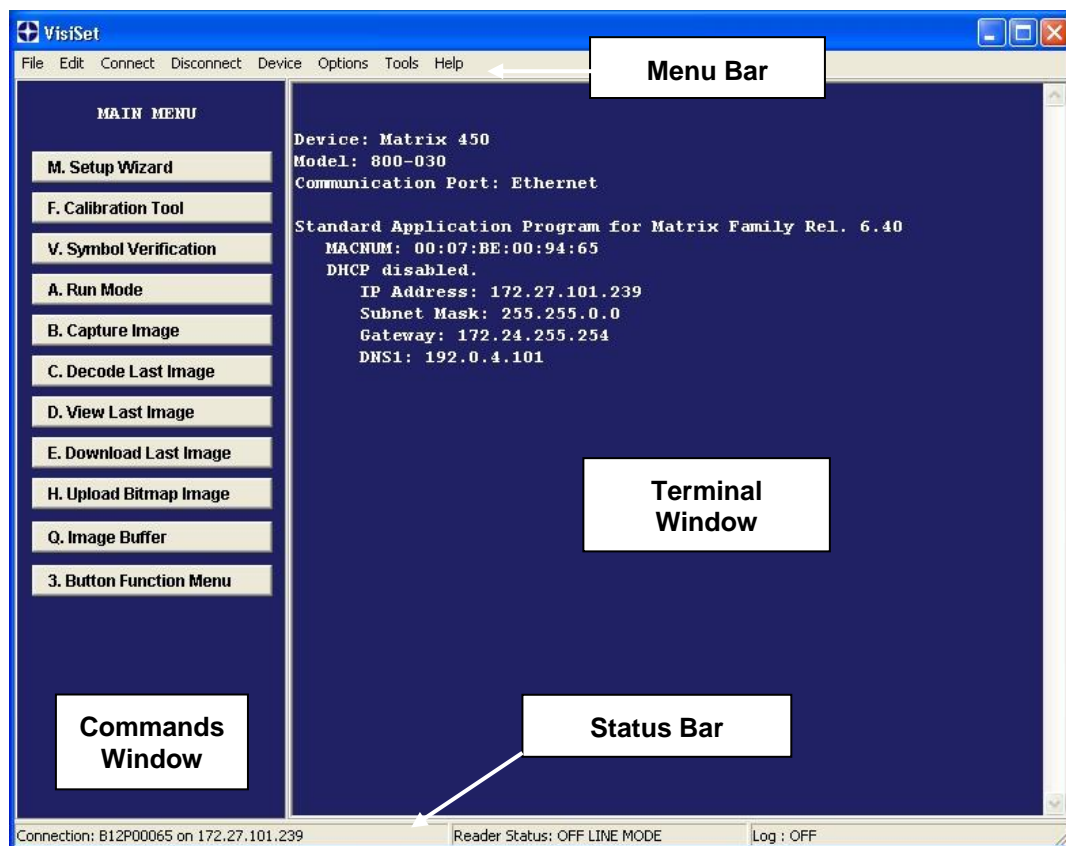 VisiSet
File Edit Connect Disconnect Device Options Tools Help
Menu Bar
MAIN MENU
M. Setup Wizard
F. Calibration Tool
V. Symbol Verification
A. Run Mode
B. Capture Image
C. Decode Last Image
D. View Last Image
E. Download Last Image
H. Upload Bitmap Image
Q. Image Buffer
3. Button Function Menu
Commands
Window
Device: Matrix 450
Model: 800-030
Communication Port: Ethernet
Standard Application Program for Matrix Family Rel. 6.40
MACNUM: 00:07:BE:00:94:65
DHCP disabled.
IP Address: 172.27.101.239
Subnet Mask: 255.255.0.0
Gateway: 172.24.255.254
DNS1: 192.0.4.101
Terminal
Window
Status Bar
Connection: B12P00065 on 172.27.101.239
Reader Status: OFF LINE MODE
Log : OFF